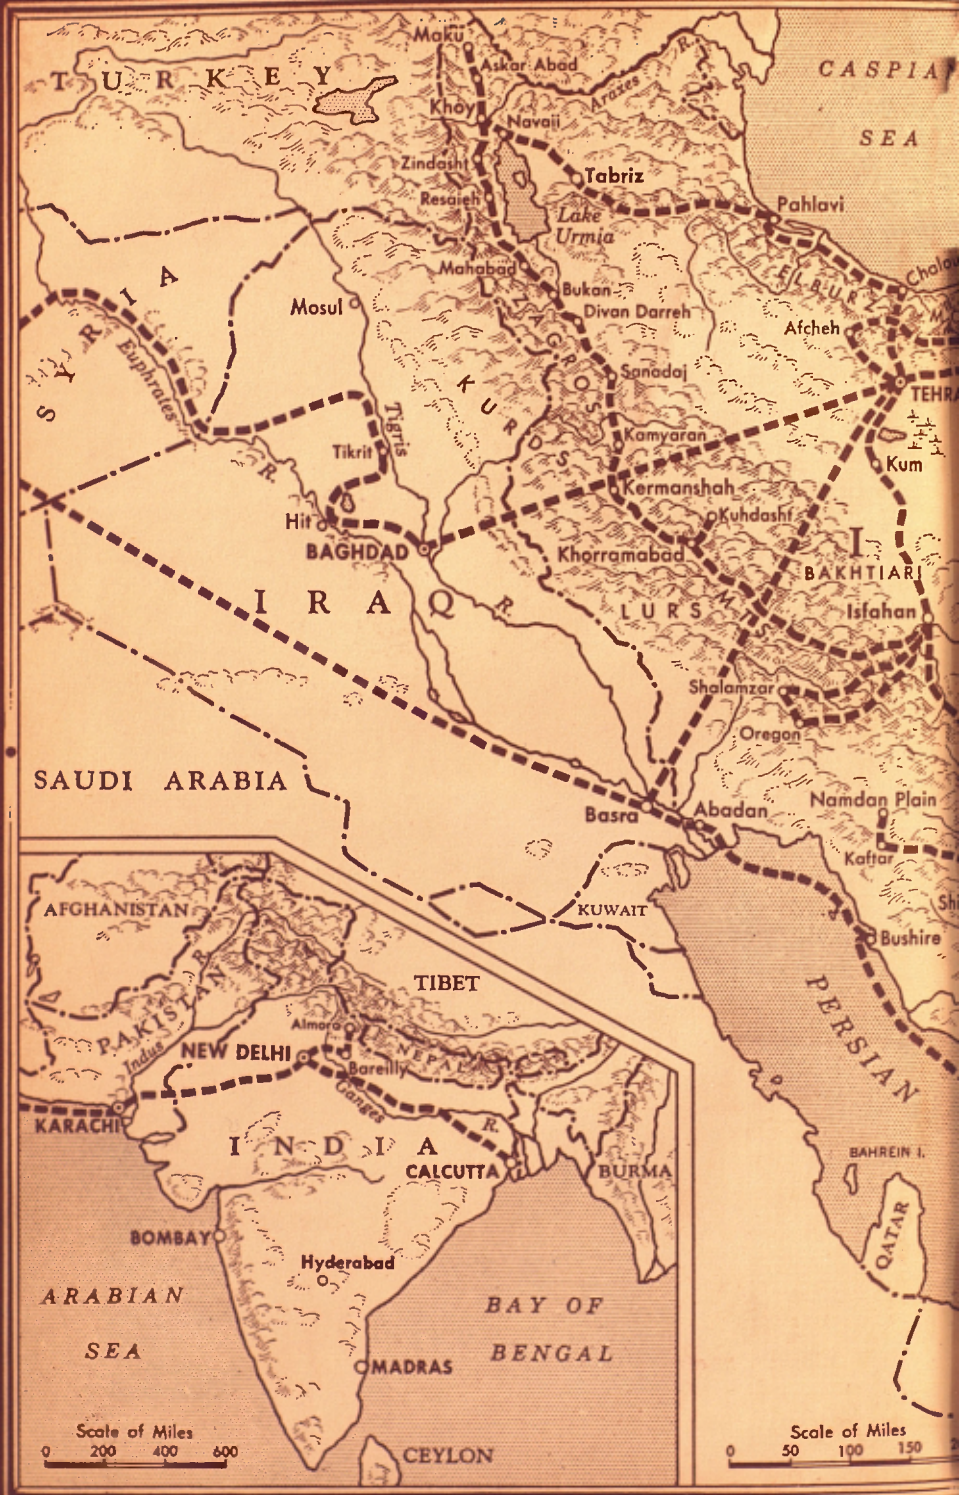 Maku
CASPIA
SEA
TURKEY
Askar Abad
Araxes R.
Khoy
Navaii
Zindasht
Tabriz
Resaieh
Lake
Urmia
Pahlavi
Mahabad
ELBURZ
Chalou
SYRIA
Mosul
Bukan
Divan Darreh
Afcheh
Euphrates
R.
ZAGROS
Sanadaj
TEHRA
KURDS
Tigris
Tikrit
Kamyaran
Kum
Kermanshah
Hit
Kuhdasht
BAGHDAD
Khorramabad
I
BAKHTIARI
IRAQ
R.
LURS
Isfahan
Shalamzar
Oregon
SAUDI ARABIA
Basra
Abadan
Namdan Plain
Kaftar
Shi
KUWAIT
Bushire
PERSIAN
BAHREIN I.
QATAR
AFGHANISTAN
TIBET
PAKISTAN
Indus R.
Almora
NEW DELHI
NEPAL
Bareilly
Ganges
R.
KARACHI
INDIA
CALCUTTA
BURMA
BOMBAY
Hyderabad
ARABIAN
SEA
BAY OF
BENGAL
MADRAS
CEYLON
Scale of Miles
0 200 400 600
Scale of Miles
0 50 100 150